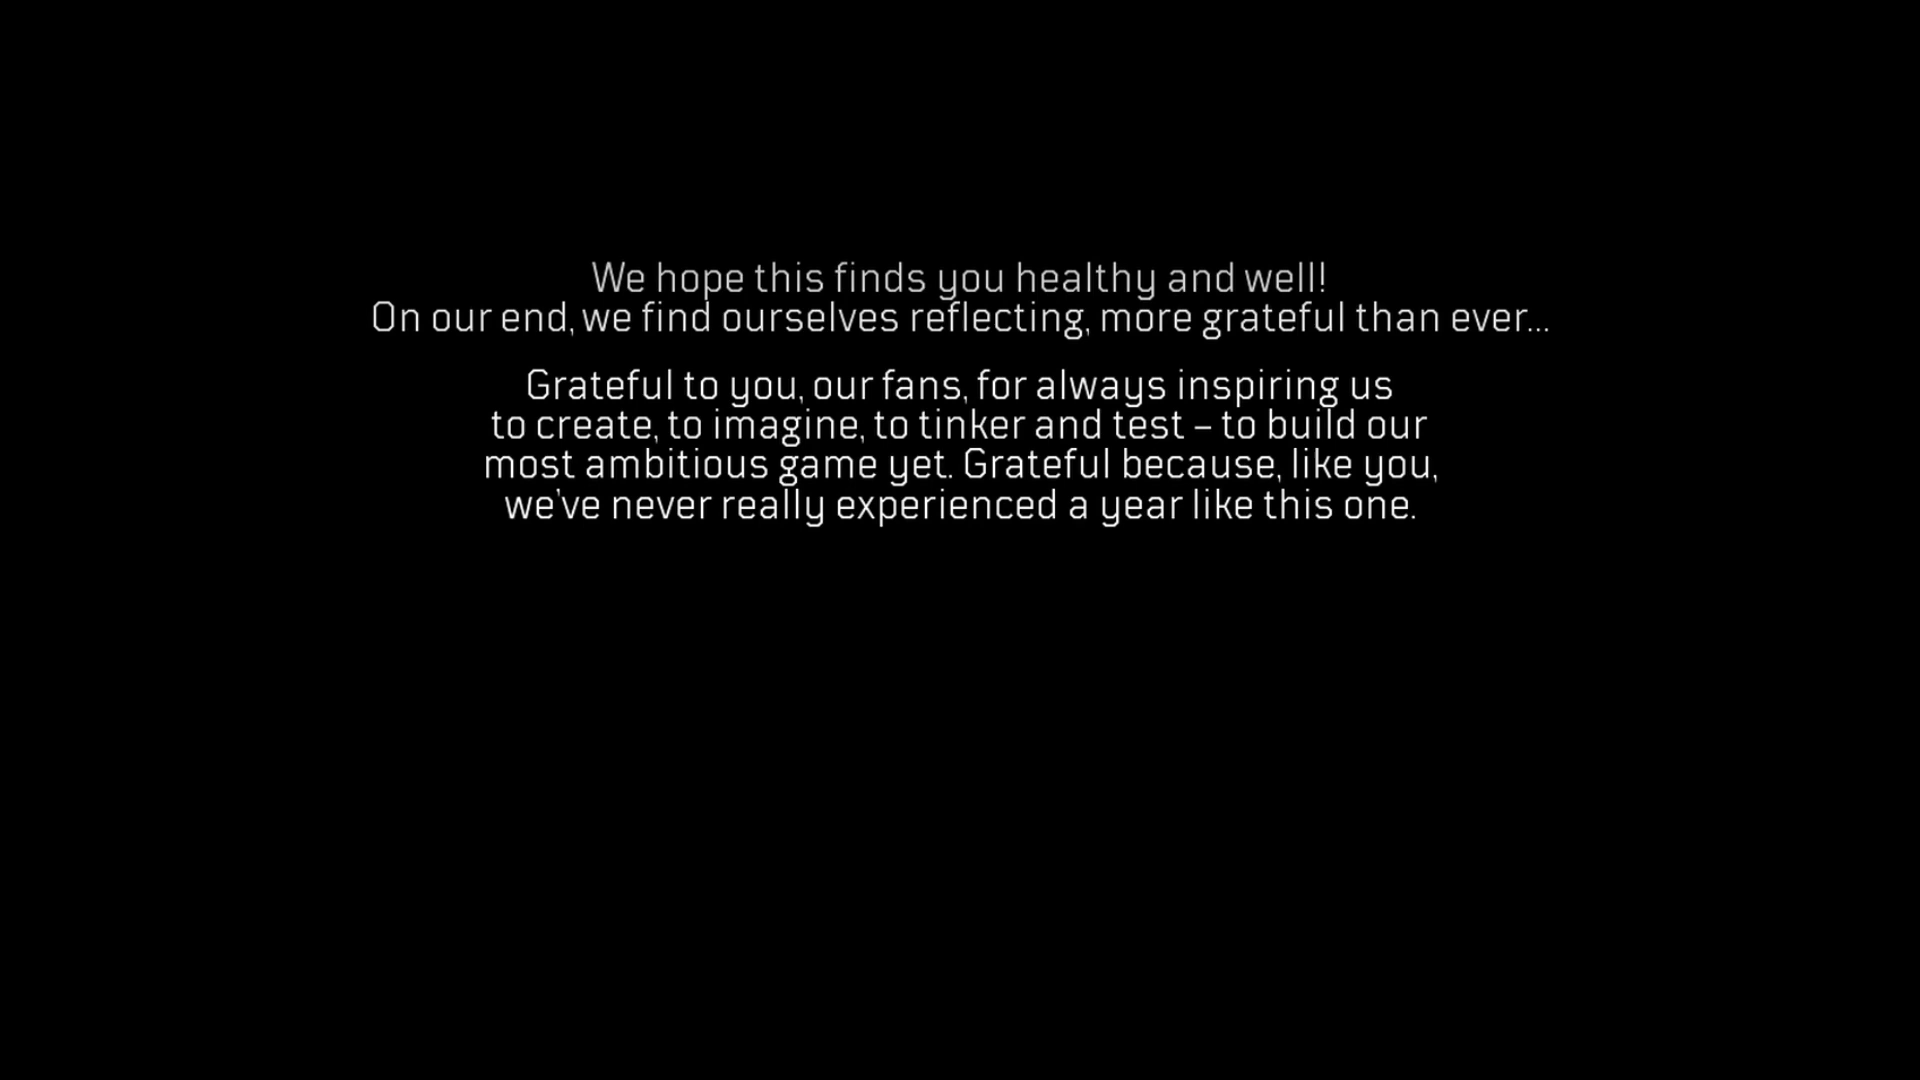 We hope this finds you healthy and well!
On our end, we find ourselves reflecting, more grateful than ever...
Grateful to you, our fans, for always inspiring us
to create, to imagine, to tinker and test – to build our
most ambitious game yet. Grateful because, like you,
we've never really experienced a year like this one.